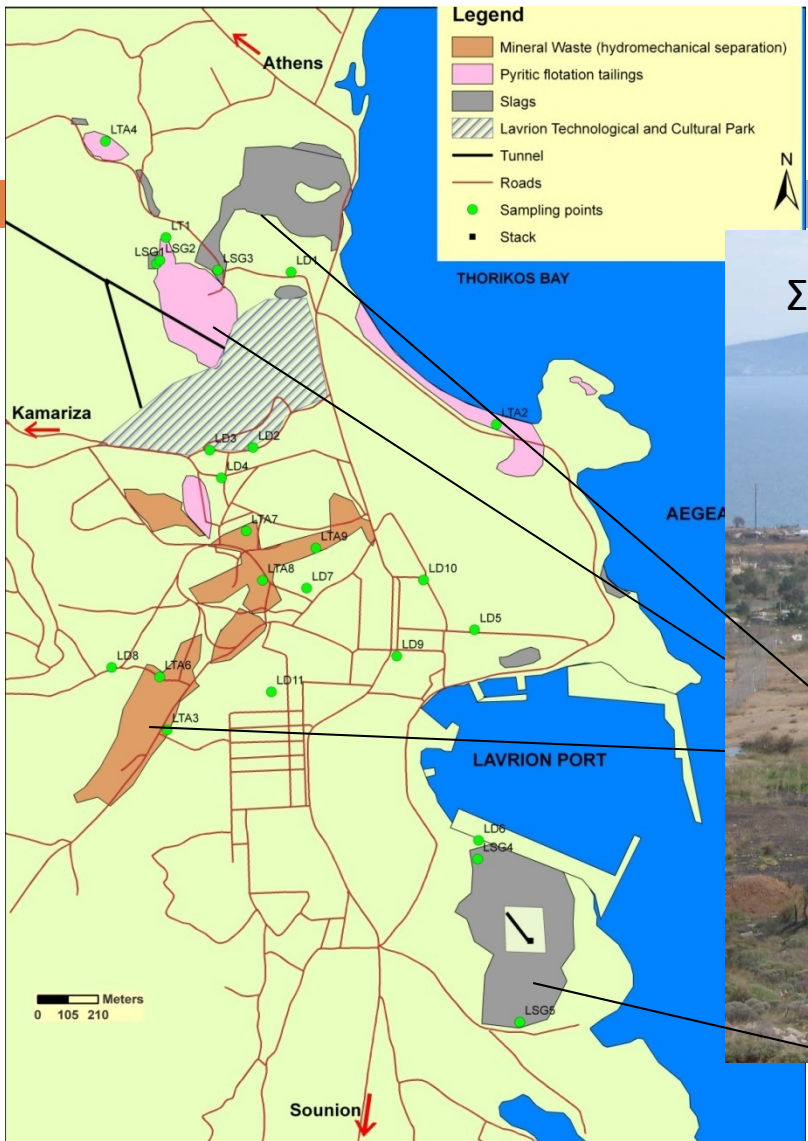 Legend
Mineral Waste (hydromechanical separation)
Pyritic flotation tailings
Slags
Lavrion Technological and Cultural Park
Tunnel
Roads
Sampling points
Stack
N
Athens
LTA4
LT1
LSG2
LSG1
LSG3
LD1
THORIKOS BAY
Σ
Kamariza
LTA2
LD3
LD2
LD4
AEGEA
LTA7
LTA9
LTA8
LD7
LD10
LD5
LD9
LD8
LTA6
LD11
LTA3
LAVRION PORT
LD6
LSG4
LSG5
Meters
0 105 210
Sounion